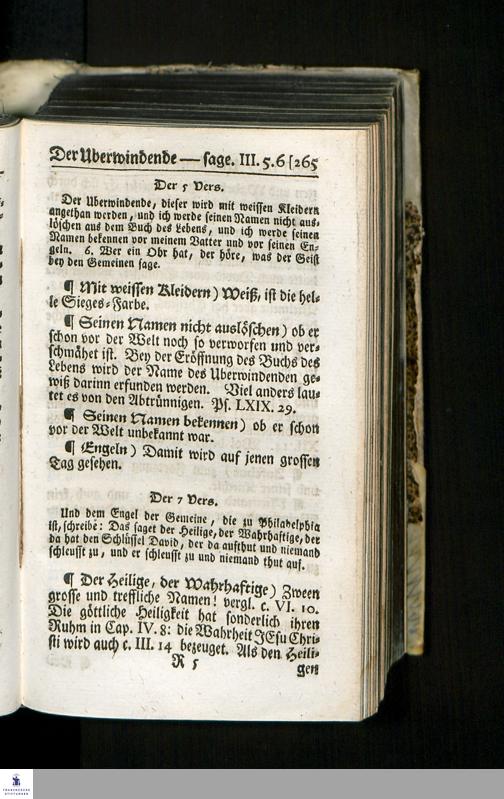 Der Uberwindende — sage. III. 5. 6 [265
Der 5 Vers.
Der Uberwindende, dieser wird mit weissen Kleidern
angethan werden, und ich werde seinen Namen nicht aus-
löschen aus dem Buch des Lebens, und ich werde seinen
Namen bekennen vor meinem Vatter und vor seinen En-
geln. 6. Wer ein Ohr hat, der höre, was der Geist
bey den Gemeinen sage.
¶ Mit weissen Kleidern) Weiß, ist die hel-
le Sieges-Farbe.
¶ Seinen Namen nicht auslöschen) ob er
schon vor der Welt noch so verworfen und ver-
schmähet ist. Bey der Eröffnung des Buchs des
Lebens wird der Name des Uberwindenden ge-
wiß darinn erfunden werden. Viel anders lau-
tet es von den Abtrünnigen. Ps. LXIX. 29.
¶ Seinen Namen bekennen) ob er schon
vor der Welt unbekannt war.
¶ Engeln) Damit wird auf jenen grossen
Tag gesehen.
Der 7 Vers.
Und dem Engel der Gemeine, die zu Philadelphia
ist, schreibe: Das saget der Heilige, der Wahrhaftige, der
da hat den Schlüssel David, der da aufthut und niemand
schleusst zu, und er schleusst zu und niemand thut auf.
¶ Der Heilige, der Wahrhaftige) Zween
grosse und treffliche Namen! vergl. c. VI. 10.
Die göttliche Heiligkeit hat sonderlich ihren
Ruhm in Cap. IV. 8: die Wahrheit JEsu Chri-
sti wird auch c. III. 14 bezeuget. Als den Heili-
R 5 gen
FRANCKESCHE
STIFTUNGEN